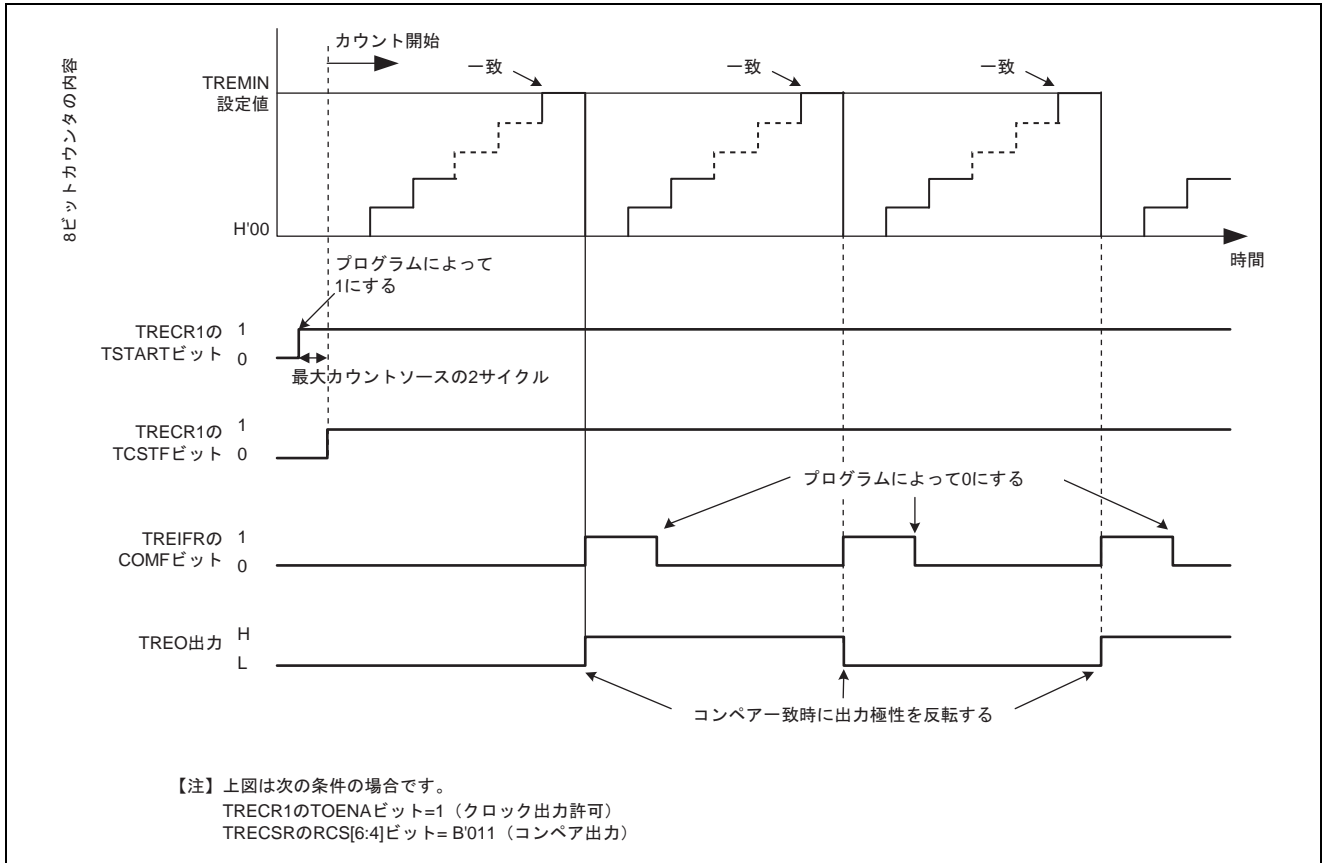 8ビットカウンタの内容
カウント開始
一致
一致
一致
TREMIN
設定値
H'00
時間
プログラムによって
1にする
TRECR1の
TSTARTビット
1
0
最大カウントソースの2サイクル
TRECR1の
TCSTFビット
1
0
プログラムによって0にする
TREIFRの
COMFビット
1
0
TREO出力
H
L
コンペア一致時に出力極性を反転する
【注】上図は次の条件の場合です。
TRECR1のTOENAビット=1（クロック出力許可）
TRECSRのRCS[6:4]ビット= B'011（コンペア出力）